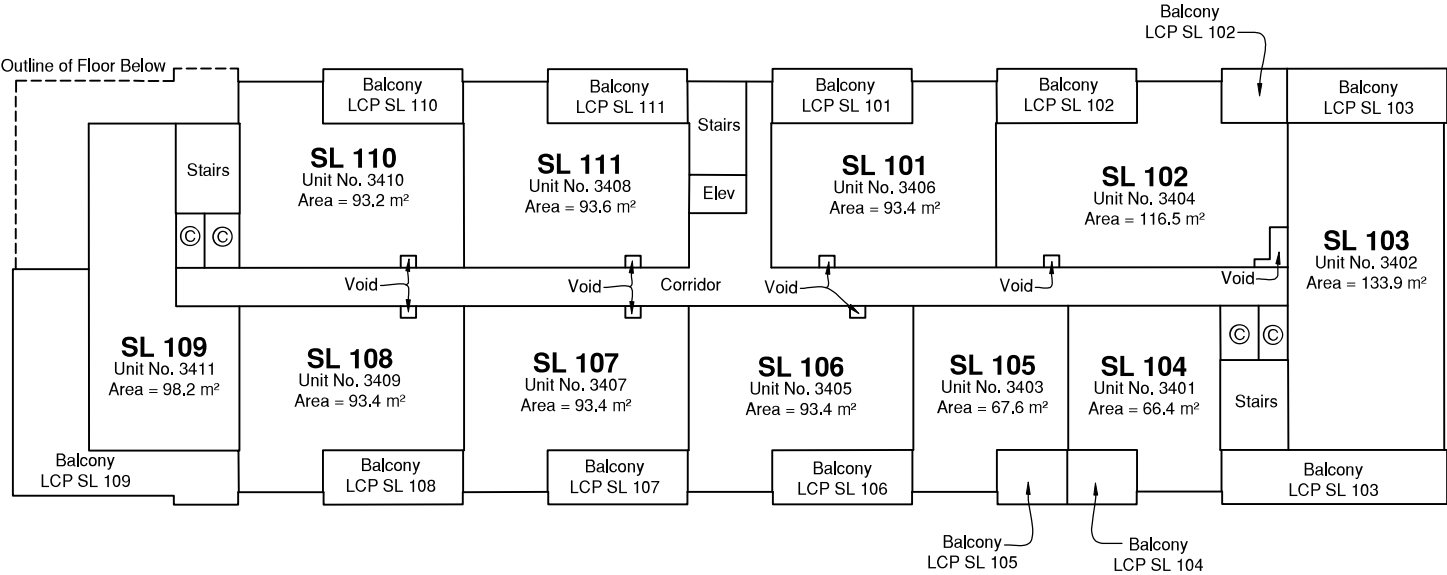 Balcony
LCP SL 102
Outline of Floor Below
Balcony
LCP SL 110
Balcony
LCP SL 111
Balcony
LCP SL 101
Balcony
LCP SL 102
Balcony
LCP SL 103
Stairs
Stairs
Elev
SL 110
Unit No. 3410
Area = 93.2 m²
SL 111
Unit No. 3408
Area = 93.6 m²
SL 101
Unit No. 3406
Area = 93.4 m²
SL 102
Unit No. 3404
Area = 116.5 m²
SL 103
Unit No. 3402
Area = 133.9 m²
© ©
Void
Void
Corridor
Void
Void
Void
SL 109
Unit No. 3411
Area = 98.2 m²
SL 108
Unit No. 3409
Area = 93.4 m²
SL 107
Unit No. 3407
Area = 93.4 m²
SL 106
Unit No. 3405
Area = 93.4 m²
SL 105
Unit No. 3403
Area = 67.6 m²
SL 104
Unit No. 3401
Area = 66.4 m²
© ©
Stairs
Balcony
LCP SL 109
Balcony
LCP SL 108
Balcony
LCP SL 107
Balcony
LCP SL 106
Balcony
LCP SL 103
Balcony
LCP SL 105
Balcony
LCP SL 104